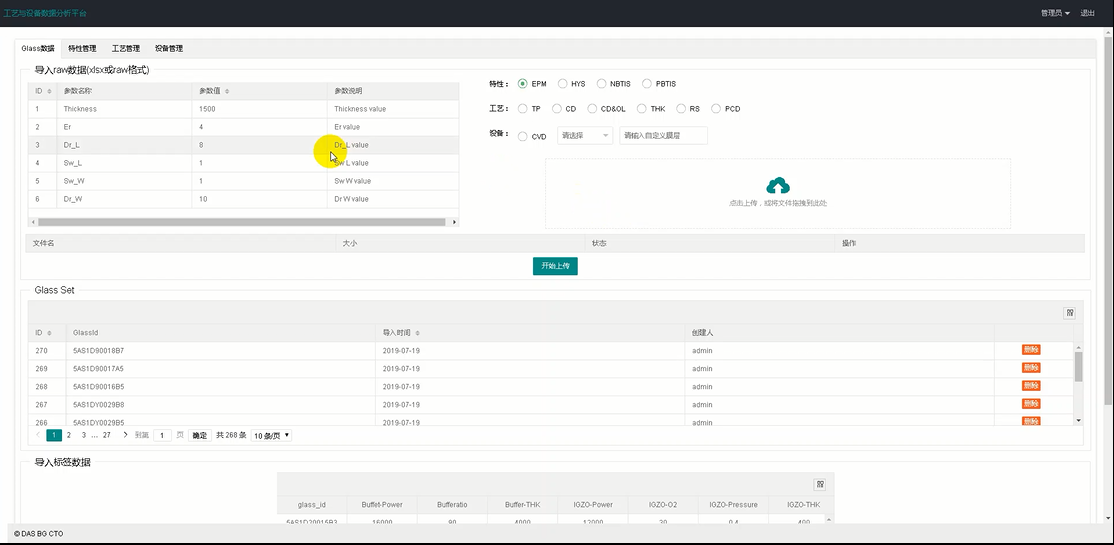 工艺与设备数据分析平台 管理员 退出
Glass数据 特性管理 工艺管理 设备管理
导入raw数据(xlsx或raw格式)
ID 参数名称 参数值 参数说明
1 Thickness 1500 Thickness value
2 Er 4 Er value
3 Dr_L 8 Dr_L value
4 Sw_L 1 Sw L value
5 Sw_W 1 Sw W value
6 Dr_W 10 Dr W value
特性： EPM HYS NBTIS PBTIS
工艺： TP CD CD&OL THK RS PCD
设备： CVD 请选择 请输入自定义膜层
点击上传，或将文件拖拽到此处
文件名 大小 状态 操作
开始上传
Glass Set
ID GlassId 导入时间 创建人
270 5AS1D90018B7 2019-07-19 admin 删除
269 5AS1D90017A5 2019-07-19 admin 删除
268 5AS1D90016B5 2019-07-19 admin 删除
267 5AS1DY0029B8 2019-07-19 admin 删除
266 5AS1DY0029B5 2019-07-19 admin 删除
1 2 3 … 27 到第 1 页 确定 共 268 条 10 条/页
导入标签数据
glass_id Buffet-Power Bufferatio Buffer-THK IGZO-Power IGZO-O2 IGZO-Pressure IGZO-THK
5AS1D20015B3 16000 90 4000 12000 20 0.4 400
© DAS BG CTO